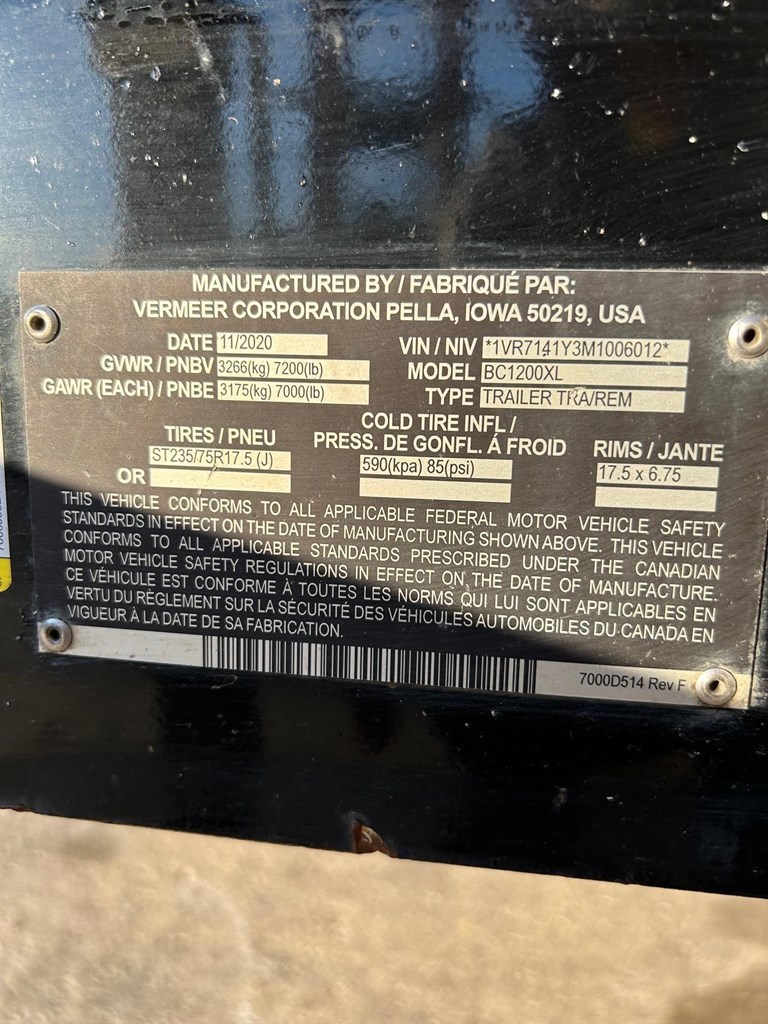 MANUFACTURED BY / FABRIQUÉ PAR:
VERMEER CORPORATION PELLA, IOWA 50219, USA
DATE 11/2020 VIN / NIV *1VR7141Y3M1006012*
GVWR / PNBV 3266(kg) 7200(lb) MODEL BC1200XL
GAWR (EACH) / PNBE 3175(kg) 7000(lb) TYPE TRAILER TRA/REM
TIRES / PNEU COLD TIRE INFL / PRESS. DE GONFL. À FROID RIMS / JANTE
ST235/75R17.5 (J) 590(kpa) 85(psi) 17.5 x 6.75
OR
THIS VEHICLE CONFORMS TO ALL APPLICABLE FEDERAL MOTOR VEHICLE SAFETY
STANDARDS IN EFFECT ON THE DATE OF MANUFACTURING SHOWN ABOVE. THIS VEHICLE
CONFORMS TO ALL APPLICABLE STANDARDS PRESCRIBED UNDER THE CANADIAN
MOTOR VEHICLE SAFETY REGULATIONS IN EFFECT ON THE DATE OF MANUFACTURE.
CE VÉHICULE EST CONFORME À TOUTES LES NORMS QUI LUI SONT APPLICABLES EN
VERTU DU RÈGLEMENT SUR LA SÉCURITÉ DES VÉHICULES AUTOMOBILES DU CANADA EN
VIGUEUR À LA DATE DE SA FABRICATION.
7000D514 Rev F